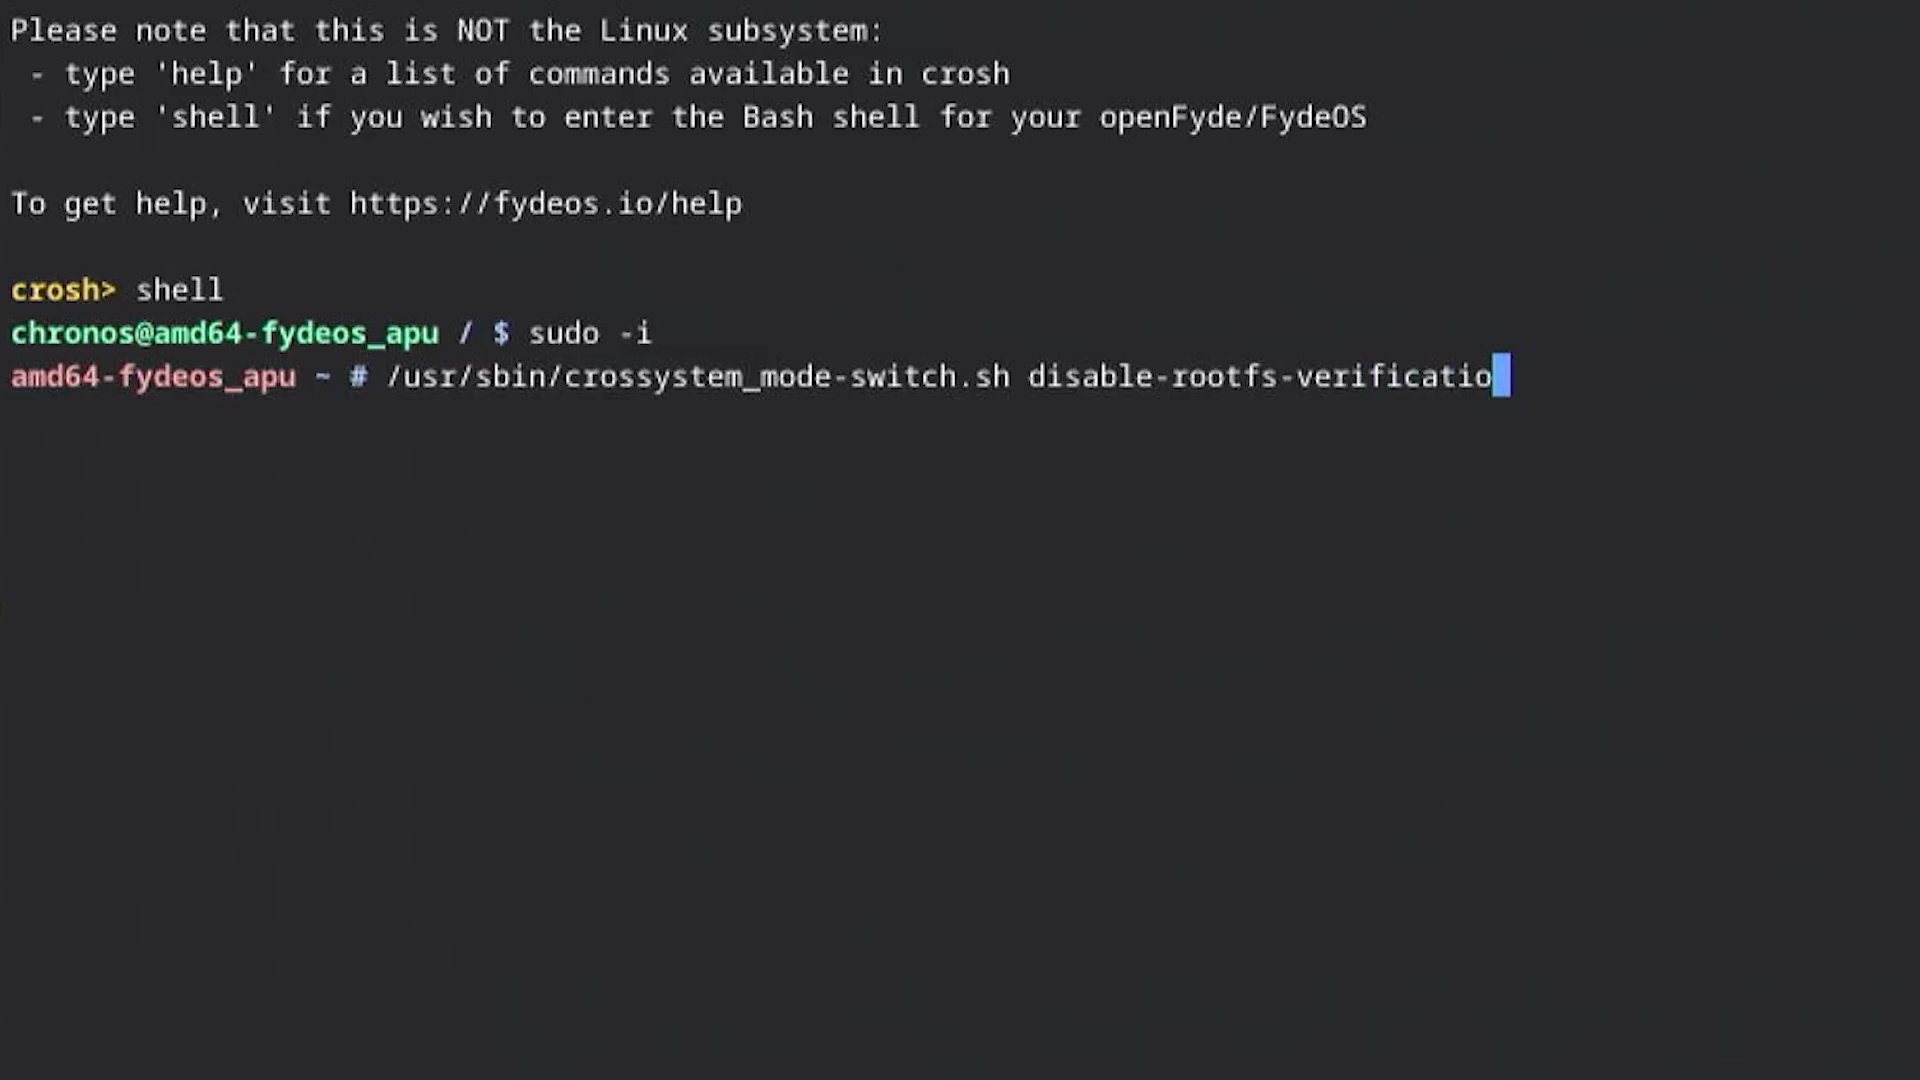 Please note that this is NOT the Linux subsystem:
 - type 'help' for a list of commands available in crosh
 - type 'shell' if you wish to enter the Bash shell for your openFyde/FydeOS
To get help, visit https://fydeos.io/help
crosh> shell
chronos@amd64-fydeos_apu / $ sudo -i
amd64-fydeos_apu ~ # /usr/sbin/crossystem_mode-switch.sh disable-rootfs-verificatio